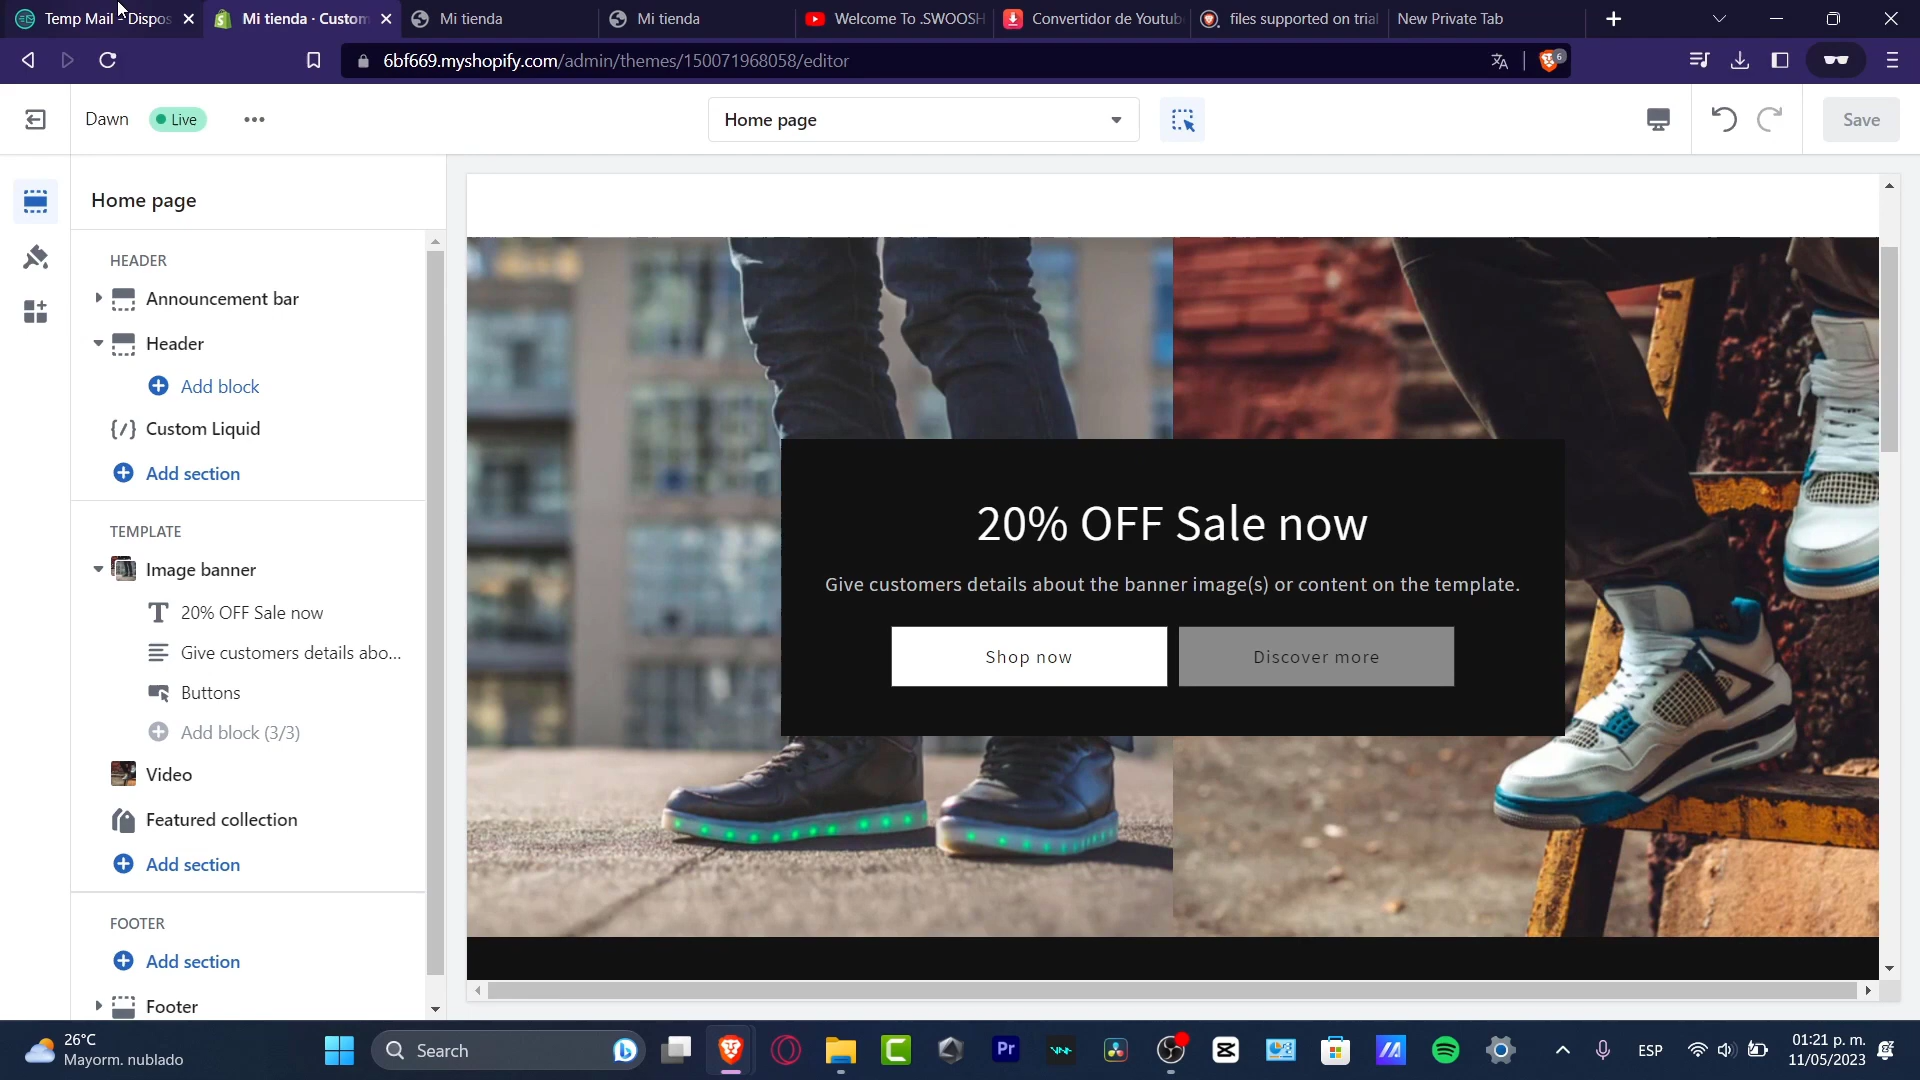 Temp Mail - Dispos
Mi tienda · Custom
Mi tienda
Mi tienda
Welcome To .SWOOSH
Convertidor de Youtub
files supported on trial
New Private Tab
6bf669.myshopify.com/admin/themes/150071968058/editor
6
Dawn
Live
Home page
Save
Home page
HEADER
Announcement bar
Header
Add block
Custom Liquid
Add section
TEMPLATE
Image banner
20% OFF Sale now
Give customers details abo...
Buttons
Add block (3/3)
Video
Featured collection
Add section
FOOTER
Add section
Footer
20% OFF Sale now
Give customers details about the banner image(s) or content on the template.
Shop now
Discover more
26°C
Mayorm. nublado
Search
Pr
ESP
01:21 p. m.
11/05/2023